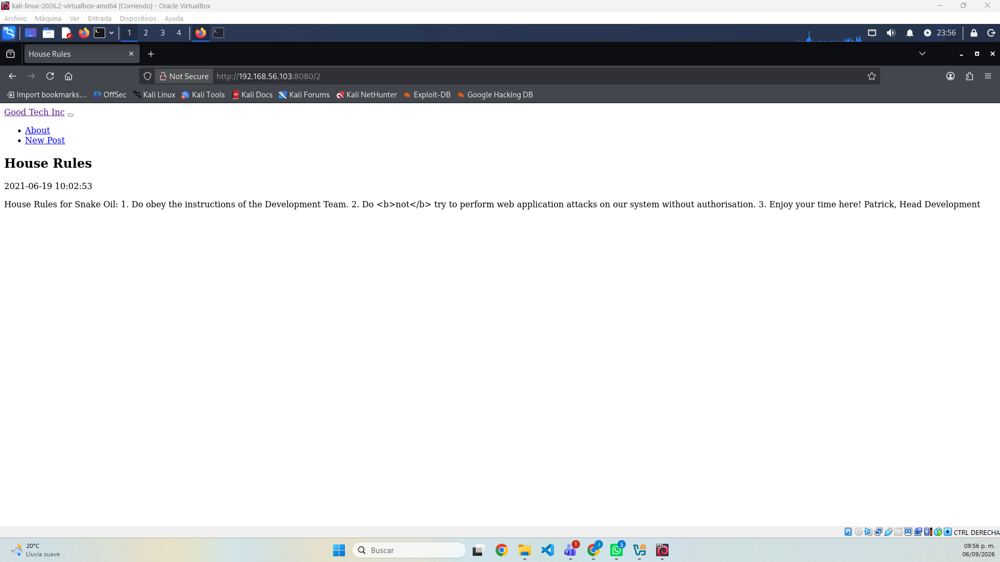 kali-linux-2026.2-virtualbox-amd64 [Corriendo] - Oracle VirtualBox
Archivo Máquina Ver Entrada Dispositivos Ayuda
1 2 3 4 23:56
House Rules
Not Secure http://192.168.56.103:8080/2
Import bookmarks... OffSec Kali Linux Kali Tools Kali Docs Kali Forums Kali NetHunter Exploit-DB Google Hacking DB
Good Tech Inc
About
New Post
House Rules
2021-06-19 10:02:53
House Rules for Snake Oil: 1. Do obey the instructions of the Development Team. 2. Do <b>not</b> try to perform web application attacks on our system without authorisation. 3. Enjoy your time here! Patrick, Head Development
CTRL DERECHA
20°C
Lluvia suave
Buscar
1
J
5
09:56 p. m.
06/09/2026